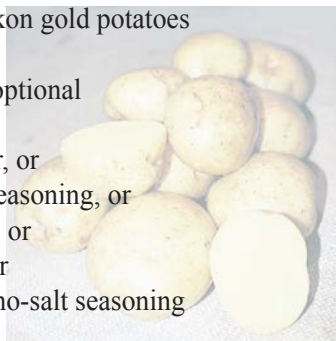 kon gold potatoes
optional
r, or
easoning, or
or
r
no-salt seasoning